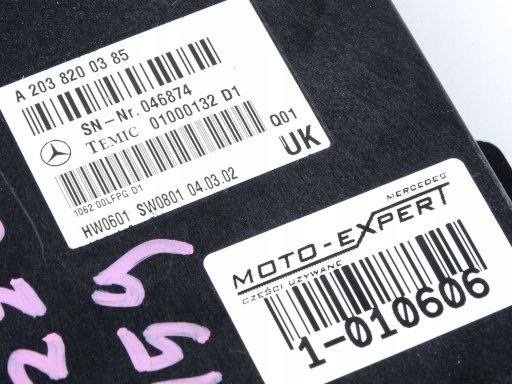 A 203 820 03 85
SN-Nr. 046874
TEMIC 01000132 D1
Q01
1062 00LFPG D1
UK
HW0601 SW0801 04.03.02
MERCEDES
MOTO-EXPERT
CZĘŚCI UŻYWANE
1-010606